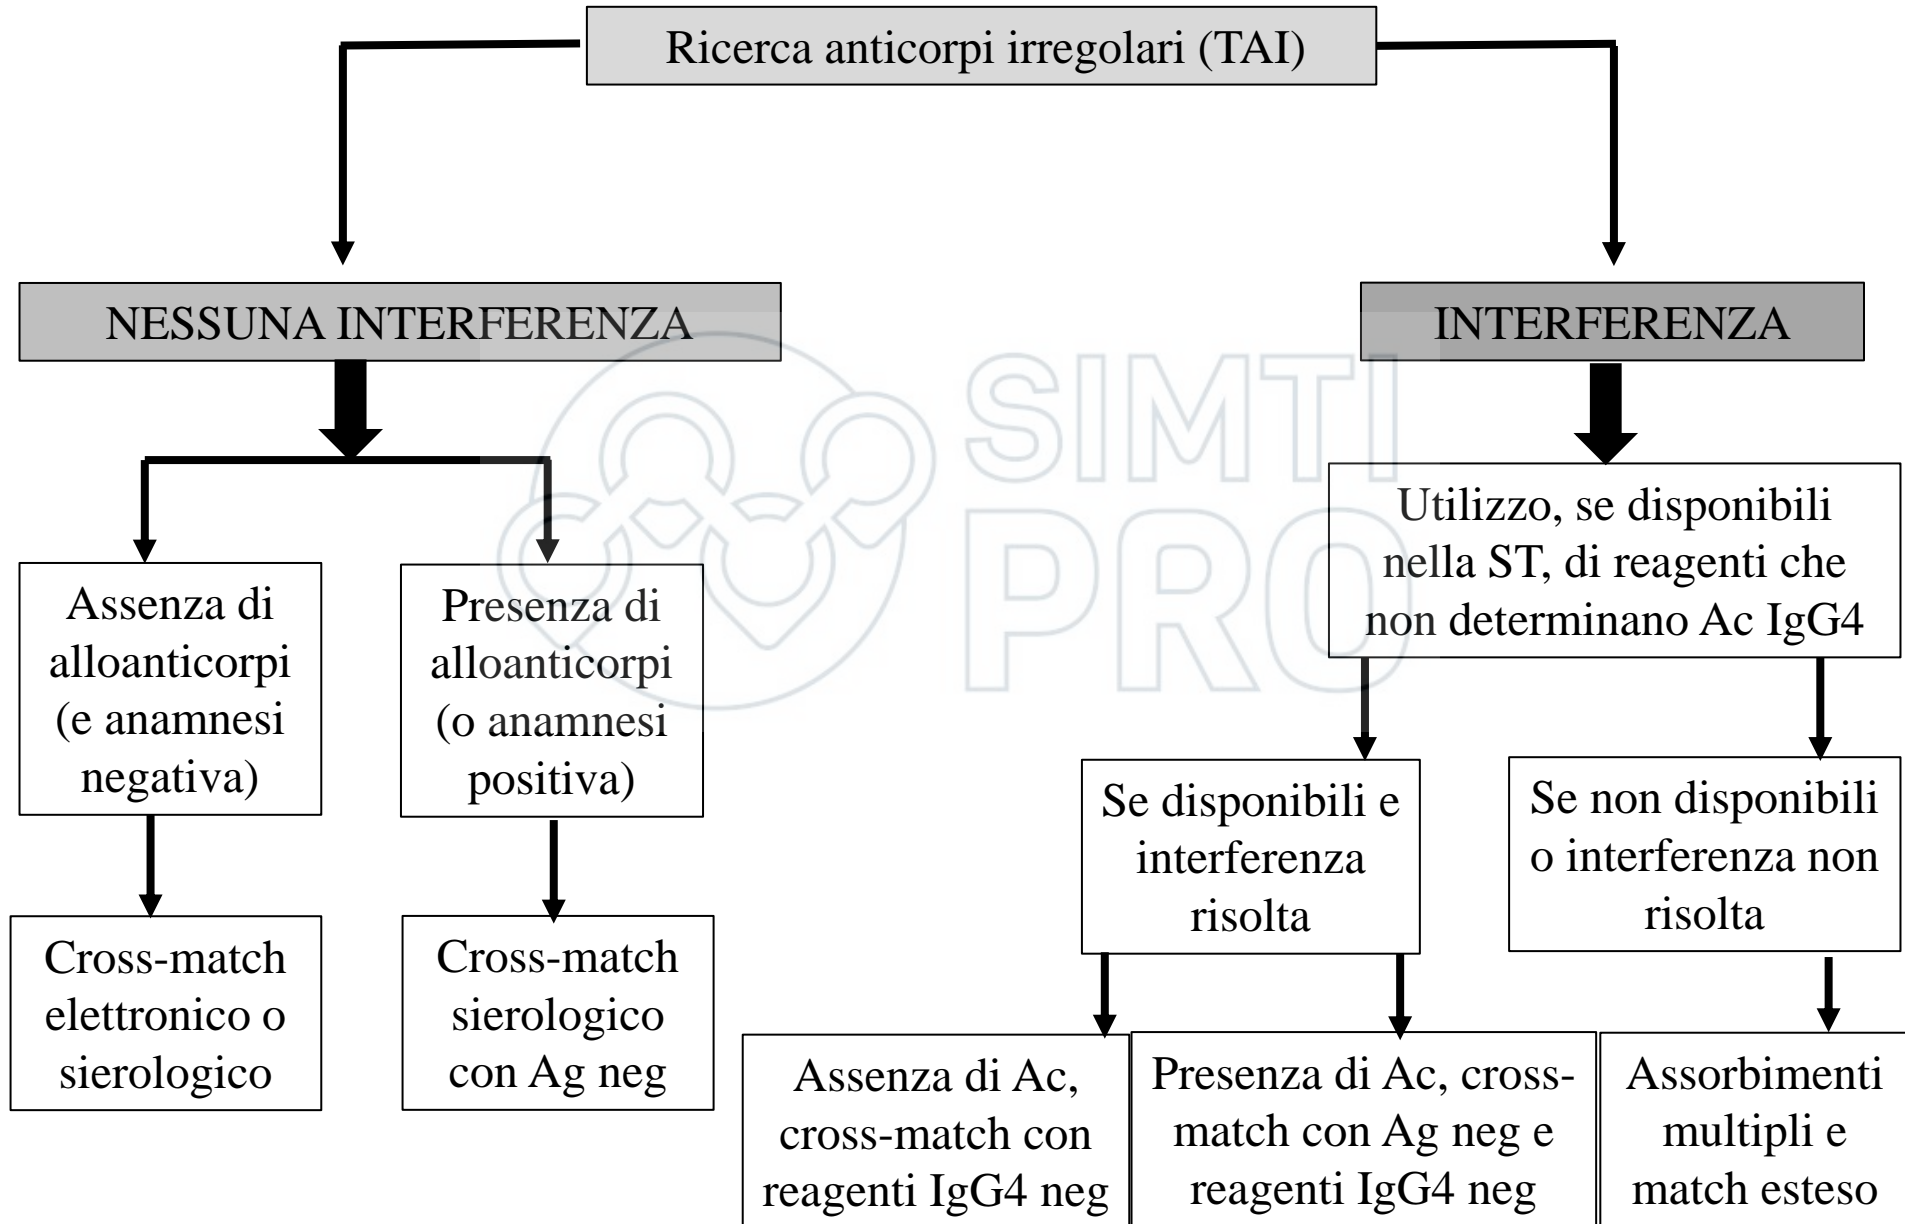 Ricerca anticorpi irregolari (TAI)
NESSUNA INTERFERENZA
INTERFERENZA
SIMTI
PRO
Utilizzo, se disponibili
nella ST, di reagenti che
non determinano Ac IgG4
Assenza di
alloanticorpi
(e anamnesi
negativa)
Presenza di
alloanticorpi
(o anamnesi
positiva)
Se disponibili e
interferenza
risolta
Se non disponibili
o interferenza non
risolta
Cross-match
elettronico o
sierologico
Cross-match
sierologico
con Ag neg
Assenza di Ac,
cross-match con
reagenti IgG4 neg
Presenza di Ac, cross-
match con Ag neg e
reagenti IgG4 neg
Assorbimenti
multipli e
match esteso